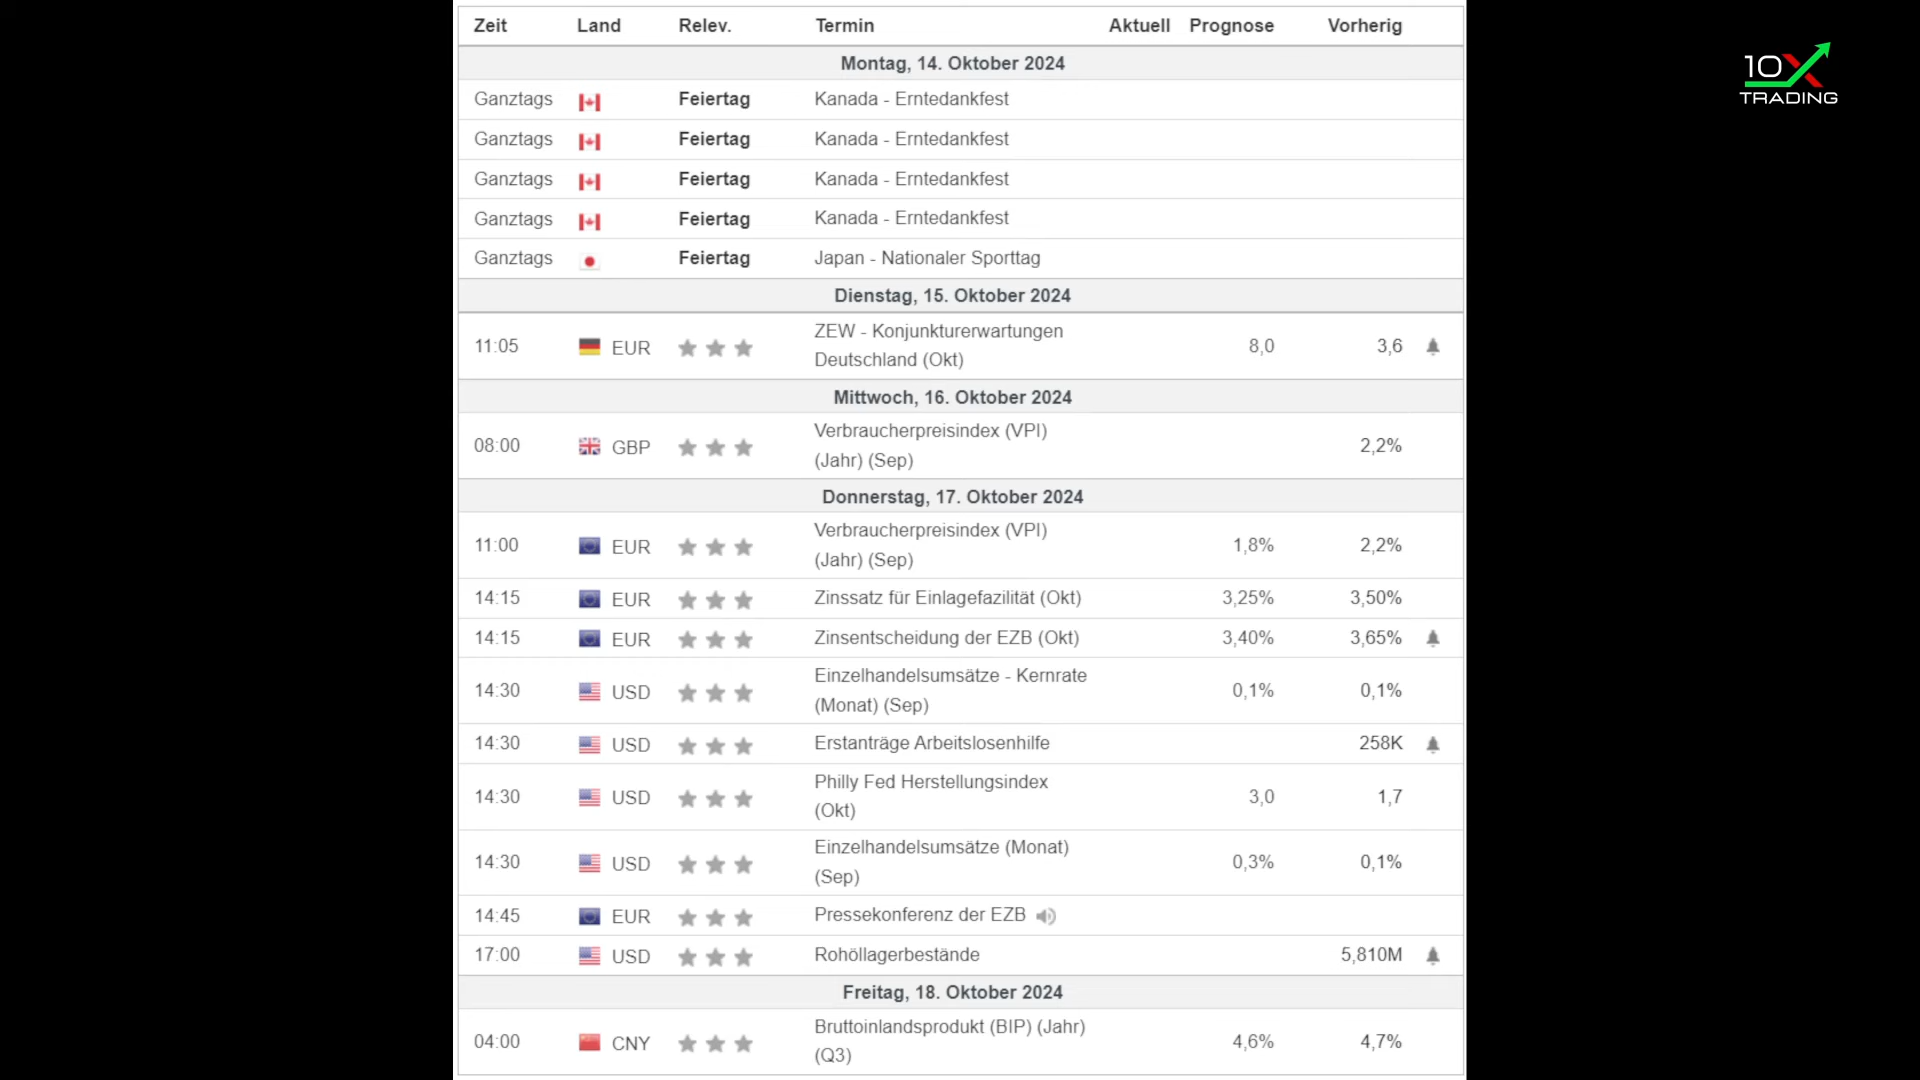 Zeit Land Relev. Termin Aktuell Prognose Vorherig
10X
TRADING
Montag, 14. Oktober 2024
Ganztags Feiertag Kanada - Erntedankfest
Ganztags Feiertag Kanada - Erntedankfest
Ganztags Feiertag Kanada - Erntedankfest
Ganztags Feiertag Kanada - Erntedankfest
Ganztags Feiertag Japan - Nationaler Sporttag
Dienstag, 15. Oktober 2024
11:05 EUR ZEW - Konjunkturerwartungen
Deutschland (Okt) 8,0 3,6
Mittwoch, 16. Oktober 2024
08:00 GBP Verbraucherpreisindex (VPI)
(Jahr) (Sep) 2,2%
Donnerstag, 17. Oktober 2024
11:00 EUR Verbraucherpreisindex (VPI)
(Jahr) (Sep) 1,8% 2,2%
14:15 EUR Zinssatz für Einlagefazilität (Okt) 3,25% 3,50%
14:15 EUR Zinsentscheidung der EZB (Okt) 3,40% 3,65%
14:30 USD Einzelhandelsumsätze - Kernrate
(Monat) (Sep) 0,1% 0,1%
14:30 USD Erstanträge Arbeitslosenhilfe 258K
14:30 USD Philly Fed Herstellungsindex
(Okt) 3,0 1,7
14:30 USD Einzelhandelsumsätze (Monat)
(Sep) 0,3% 0,1%
14:45 EUR Pressekonferenz der EZB
17:00 USD Rohöllagerbestände 5,810M
Freitag, 18. Oktober 2024
04:00 CNY Bruttoinlandsprodukt (BIP) (Jahr)
(Q3) 4,6% 4,7%